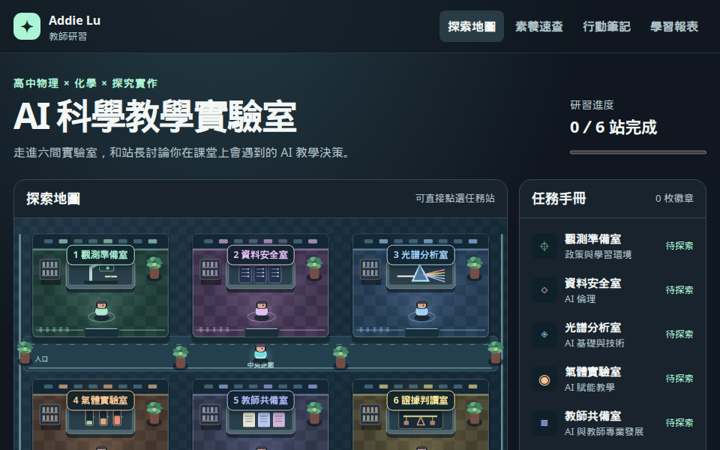 Addie Lu
教師研習
探索地圖
素養速查
行動筆記
學習報表
高中物理 × 化學 × 探究實作
AI 科學教學實驗室
走進六間實驗室，和站長討論你在課堂上會遇到的 AI 教學決策。
研習進度
0 / 6 站完成
探索地圖
可直接點選任務站
1 觀測準備室
2 資料安全室
3 光譜分析室
入口
4 氣體實驗室
5 教師共備室
6 證據判讀室
任務手冊
0 枚徽章
觀測準備室
政策與學習環境
待探索
資料安全室
AI 倫理
待探索
光譜分析室
AI 基礎與技術
待探索
氣體實驗室
AI 賦能教學
待探索
教師共備室
AI 與教師專業發展
待探索